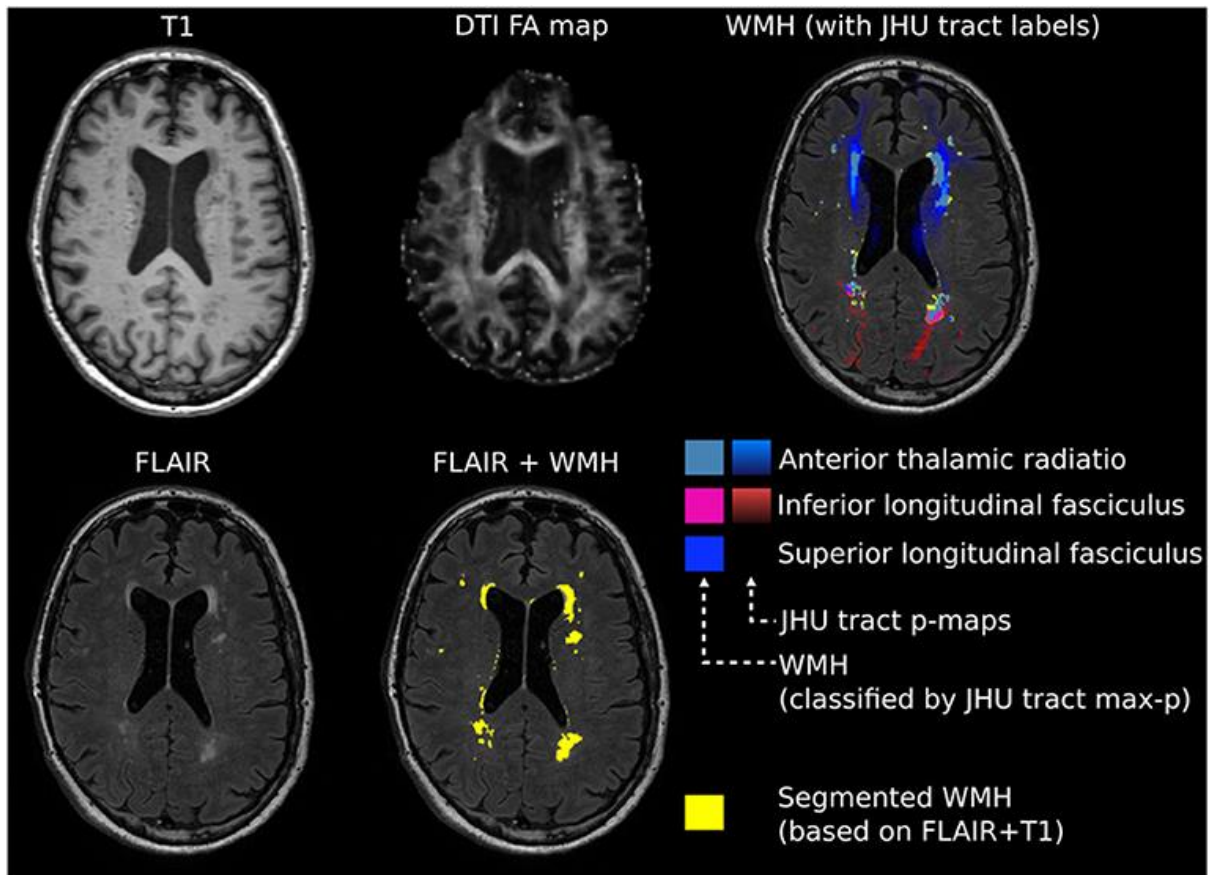 T1
DTI FA map
WMH (with JHU tract labels)
FLAIR
FLAIR + WMH
Anterior thalamic radiatio
Inferior longitudinal fasciculus
Superior longitudinal fasciculus
JHU tract p-maps
WMH
(classified by JHU tract max-p)
Segmented WMH
(based on FLAIR+T1)